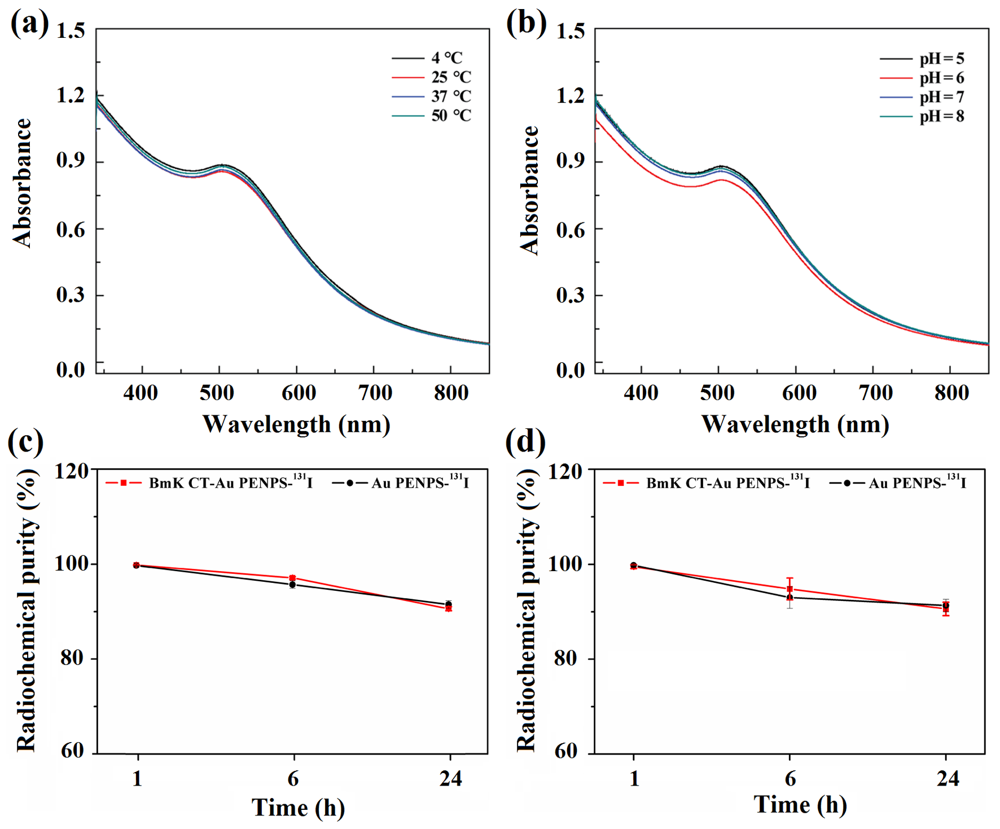 (a)
1.5
1.2
0.9
0.6
0.3
0.0
Absorbance
4 °C
25 °C
37 °C
50 °C
400 500 600 700 800
Wavelength (nm)
(b)
1.5
1.2
0.9
0.6
0.3
0.0
Absorbance
pH = 5
pH = 6
pH = 7
pH = 8
400 500 600 700 800
Wavelength (nm)
(c)
120
100
80
60
Radiochemical purity (%)
BmK CT-Au PENPS-¹³¹I Au PENPS-¹³¹I
1 6 24
Time (h)
(d)
120
100
80
60
Radiochemical purity (%)
BmK CT-Au PENPS-¹³¹I Au PENPS-¹³¹I
1 6 24
Time (h)